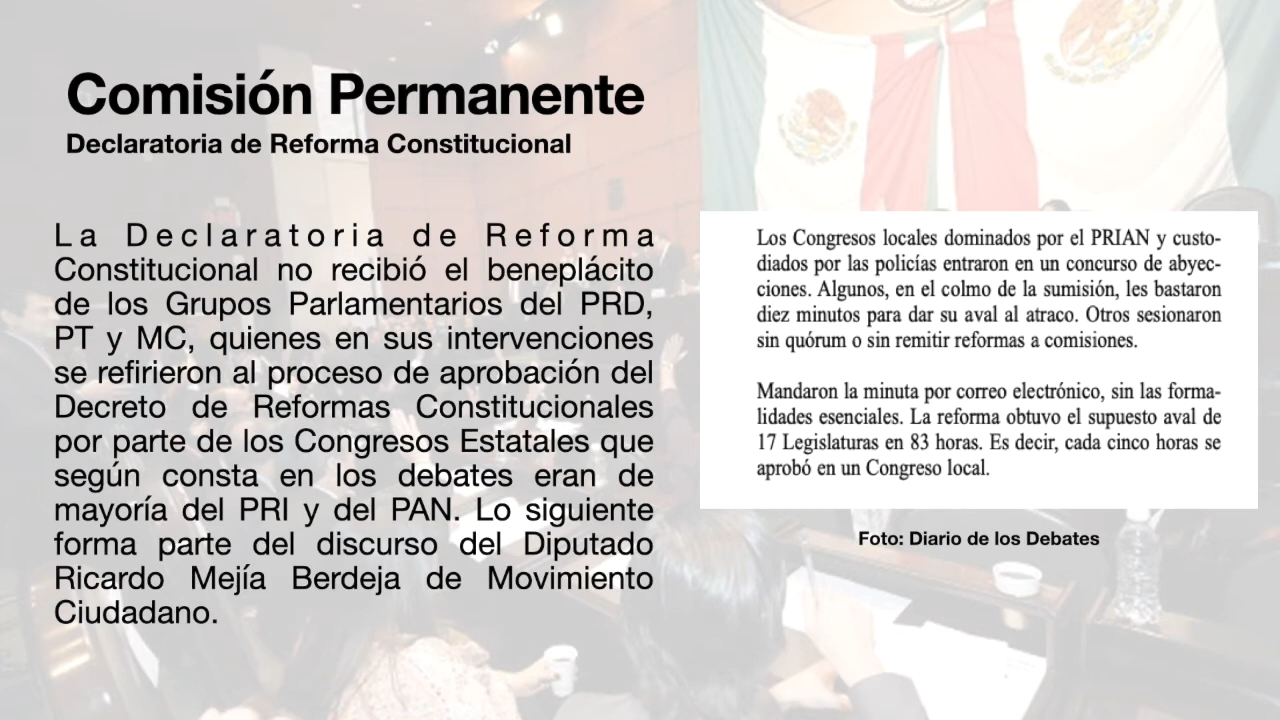 Comisión Permanente
Declaratoria de Reforma Constitucional
La Declaratoria de Reforma
Constitucional no recibió el beneplácito
de los Grupos Parlamentarios del PRD,
PT y MC, quienes en sus intervenciones
se refirieron al proceso de aprobación del
Decreto de Reformas Constitucionales
por parte de los Congresos Estatales que
según consta en los debates eran de
mayoría del PRI y del PAN. Lo siguiente
forma parte del discurso del Diputado
Ricardo Mejía Berdeja de Movimiento
Ciudadano.
Los Congresos locales dominados por el PRIAN y custo-
diados por las policías entraron en un concurso de abyec-
ciones. Algunos, en el colmo de la sumisión, les bastaron
diez minutos para dar su aval al atraco. Otros sesionaron
sin quórum o sin remitir reformas a comisiones.
Mandaron la minuta por correo electrónico, sin las forma-
lidades esenciales. La reforma obtuvo el supuesto aval de
17 Legislaturas en 83 horas. Es decir, cada cinco horas se
aprobó en un Congreso local.
Foto: Diario de los Debates